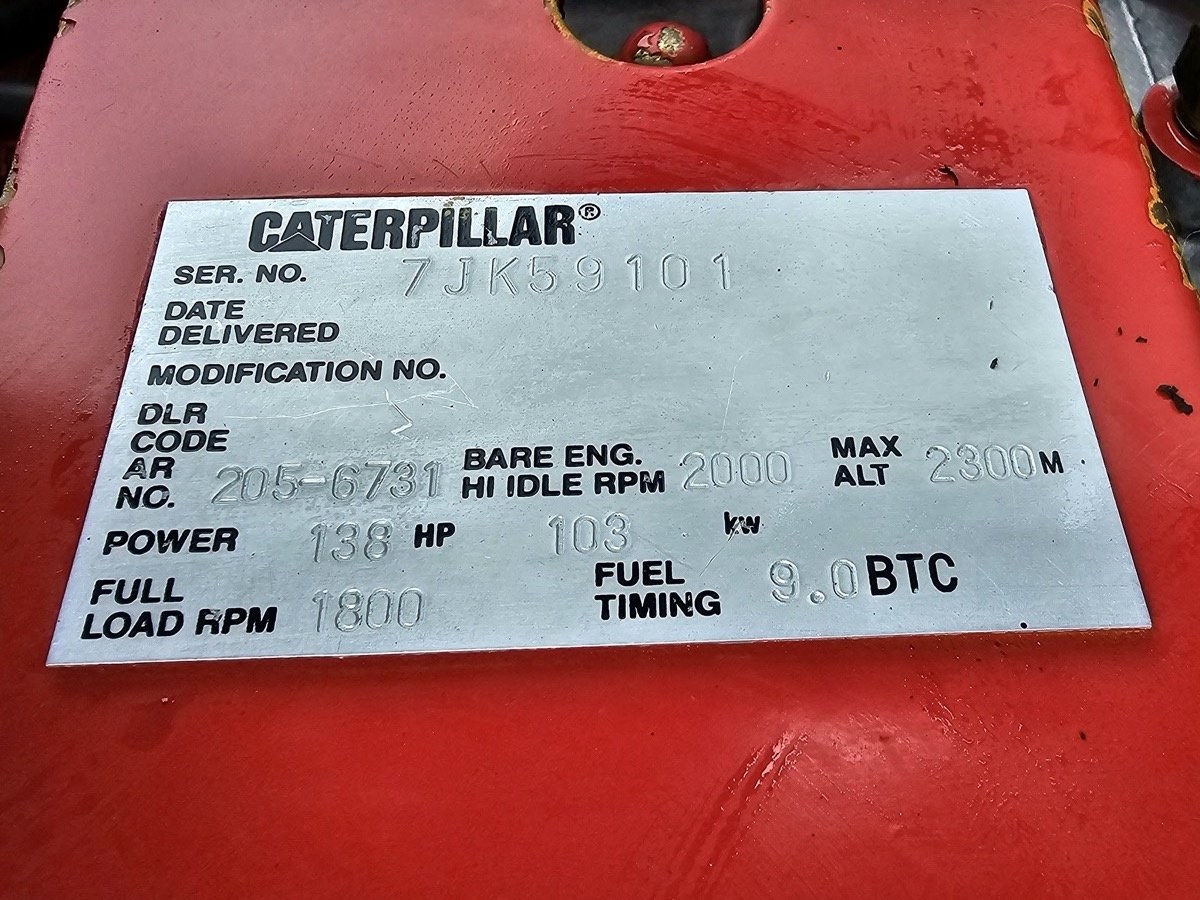 CATERPILLAR®
SER. NO. 7JK59101
DATE
DELIVERED
MODIFICATION NO.
DLR
CODE
AR
NO. 205-6731
BARE ENG.
HI IDLE RPM 2000
MAX
ALT 2300M
POWER 138 HP 103 kw
FULL
LOAD RPM 1800
FUEL
TIMING 9.0BTC